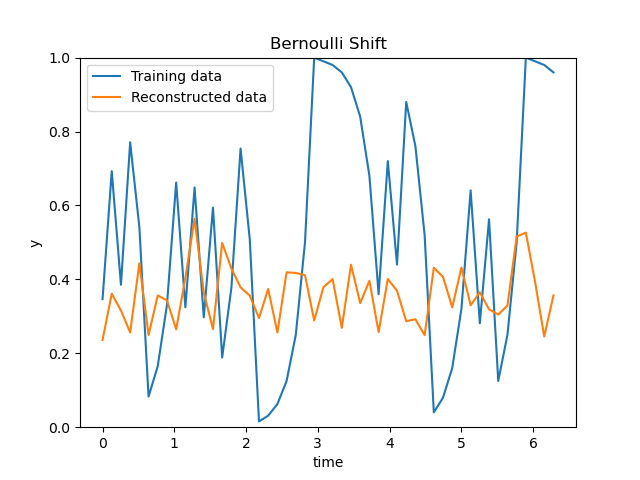 Bernoulli Shift
Training data
Reconstructed data
y
1.0
0.8
0.6
0.4
0.2
0.0
0 1 2 3 4 5 6
time